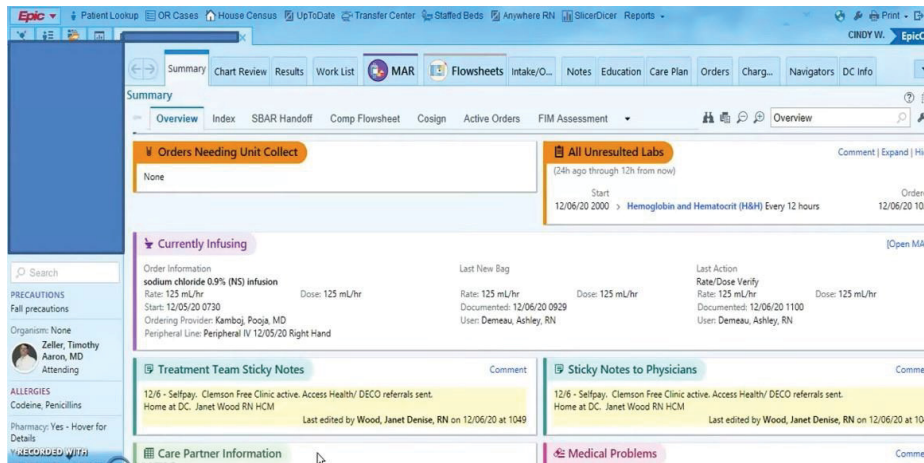 Epic Patient Lookup OR Cases House Census UpToDate Transfer Center Staffed Beds Anywhere RN SlicerDicer Reports Print
CINDY W. EpicC
Summary Chart Review Results Work List MAR Flowsheets Intake/O... Notes Education Care Plan Orders Charg... Navigators DC Info
Summary
Overview Index SBAR Handoff Comp Flowsheet Cosign Active Orders FIM Assessment Overview
Orders Needing Unit Collect
None
All Unresulted Labs Comment | Expand | Hi
(24h ago through 12h from now)
Start Order
12/06/20 2000 > Hemoglobin and Hematocrit (H&H) Every 12 hours 12/06/20 10
Currently Infusing [Open MA
Order Information Last New Bag Last Action
sodium chloride 0.9% (NS) infusion Rate/Dose Verify
Rate: 125 mL/hr Dose: 125 mL/hr Rate: 125 mL/hr Dose: 125 mL/hr Rate: 125 mL/hr Dose: 125 mL/hr
Start: 12/05/20 0730 Documented: 12/06/20 0929 Documented: 12/06/20 1100
Ordering Provider: Kamboj, Pooja, MD User: Demeau, Ashley, RN User: Demeau, Ashley, RN
Peripheral Line: Peripheral IV 12/05/20 Right Hand
Search
PRECAUTIONS
Fall precautions
Organism: None
Zeller, Timothy
Aaron, MD
Attending
ALLERGIES
Codeine, Penicillins
Pharmacy: Yes - Hover for
Details
RECORDED WITH
Treatment Team Sticky Notes Comment
12/6 - Selfpay. Clemson Free Clinic active. Access Health/ DECO referrals sent.
Home at DC. Janet Wood RN HCM
Last edited by Wood, Janet Denise, RN on 12/06/20 at 1049
Sticky Notes to Physicians Comme
12/6 - Selfpay. Clemson Free Clinic active. Access Health/ DECO referrals sent.
Home at DC. Janet Wood RN HCM
Last edited by Wood, Janet Denise, RN on 12/06/20 at 104
Care Partner Information
Medical Problems Comme